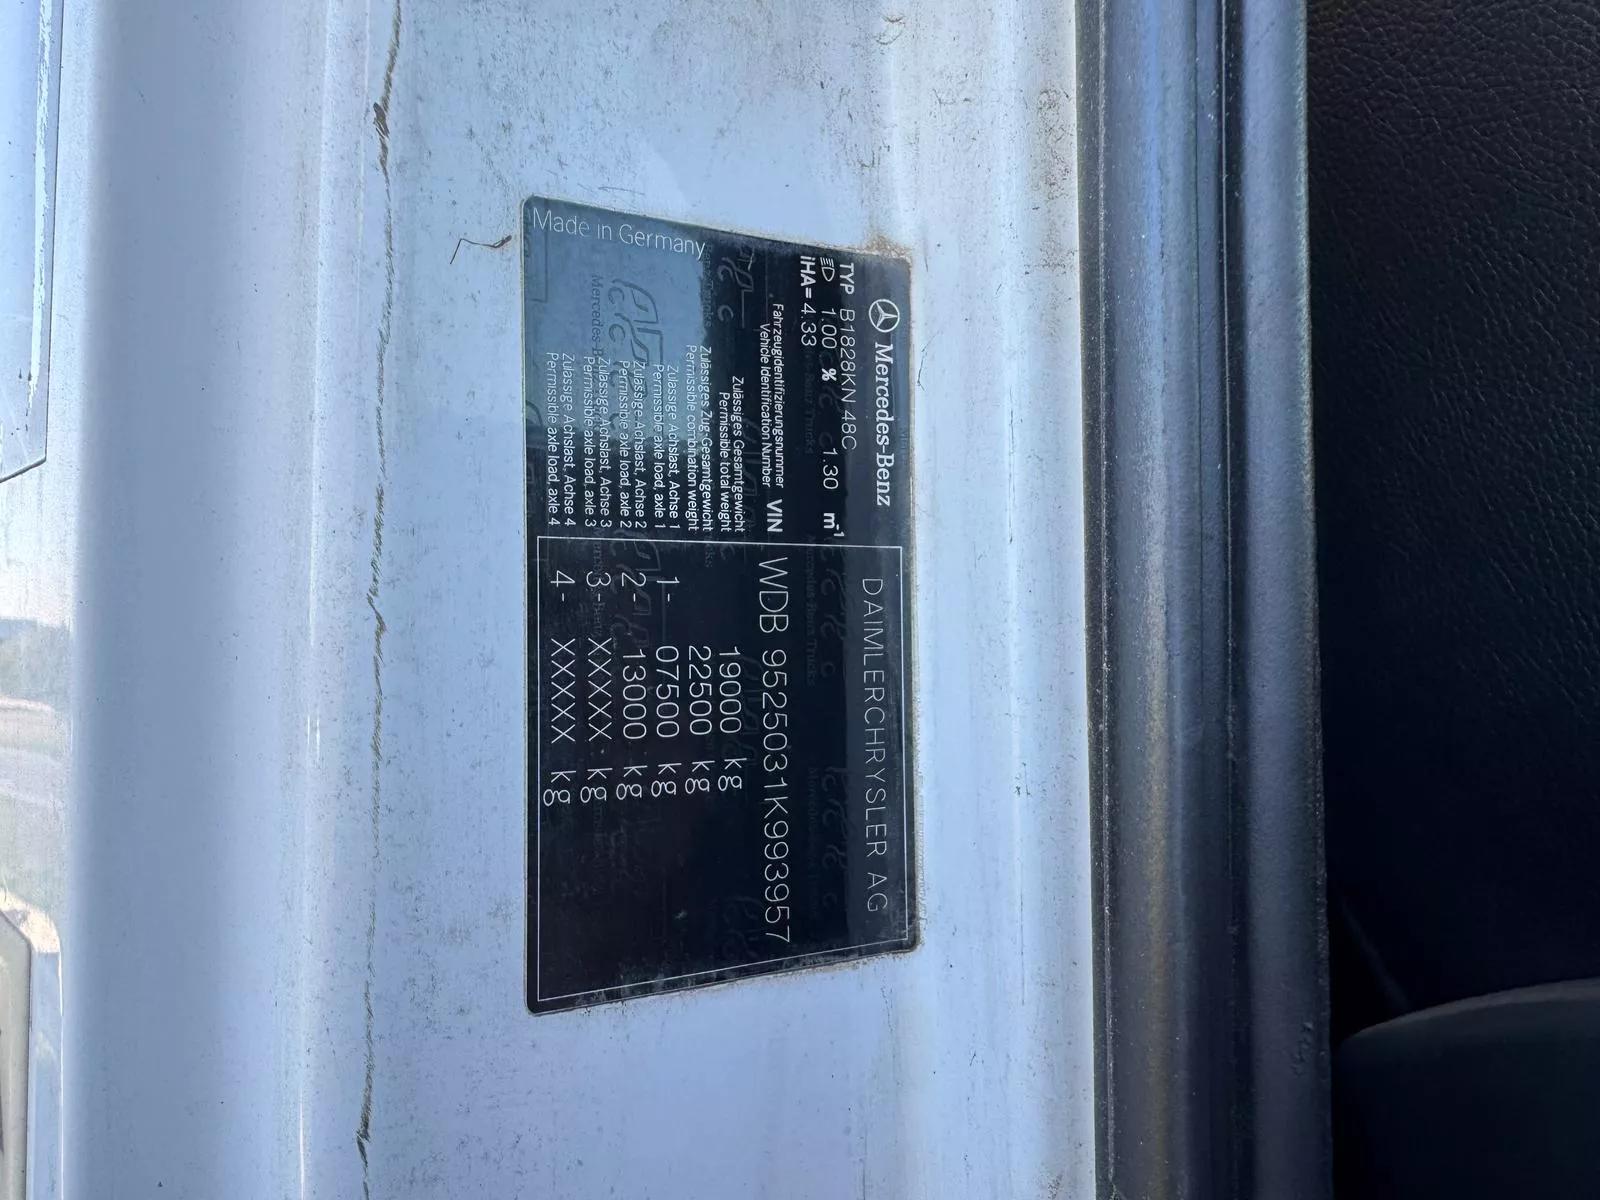 Mercedes-Benz
DAIMLERCHRYSLER AG
TYP B1828KN 48C
1.00 % -1.30 m-1
iHA= 4.33
Fahrzeugidentifizierungsnummer
Vehicle Identification Number VIN WDB 9525031K993957
Zulässiges Gesamtgewicht
Permissible total weight 19000 kg
Zulässiges Zug-Gesamtgewicht
Permissible combination weight 22500 kg
Zulässige Achslast, Achse 1
Permissible axle load, axle 1 1- 07500 kg
Zulässige Achslast, Achse 2
Permissible axle load, axle 2 2- 13000 kg
Zulässige Achslast, Achse 3
Permissible axle load, axle 3 3- XXXXX kg
Zulässige Achslast, Achse 4
Permissible axle load, axle 4 4- XXXXX kg
Made in Germany